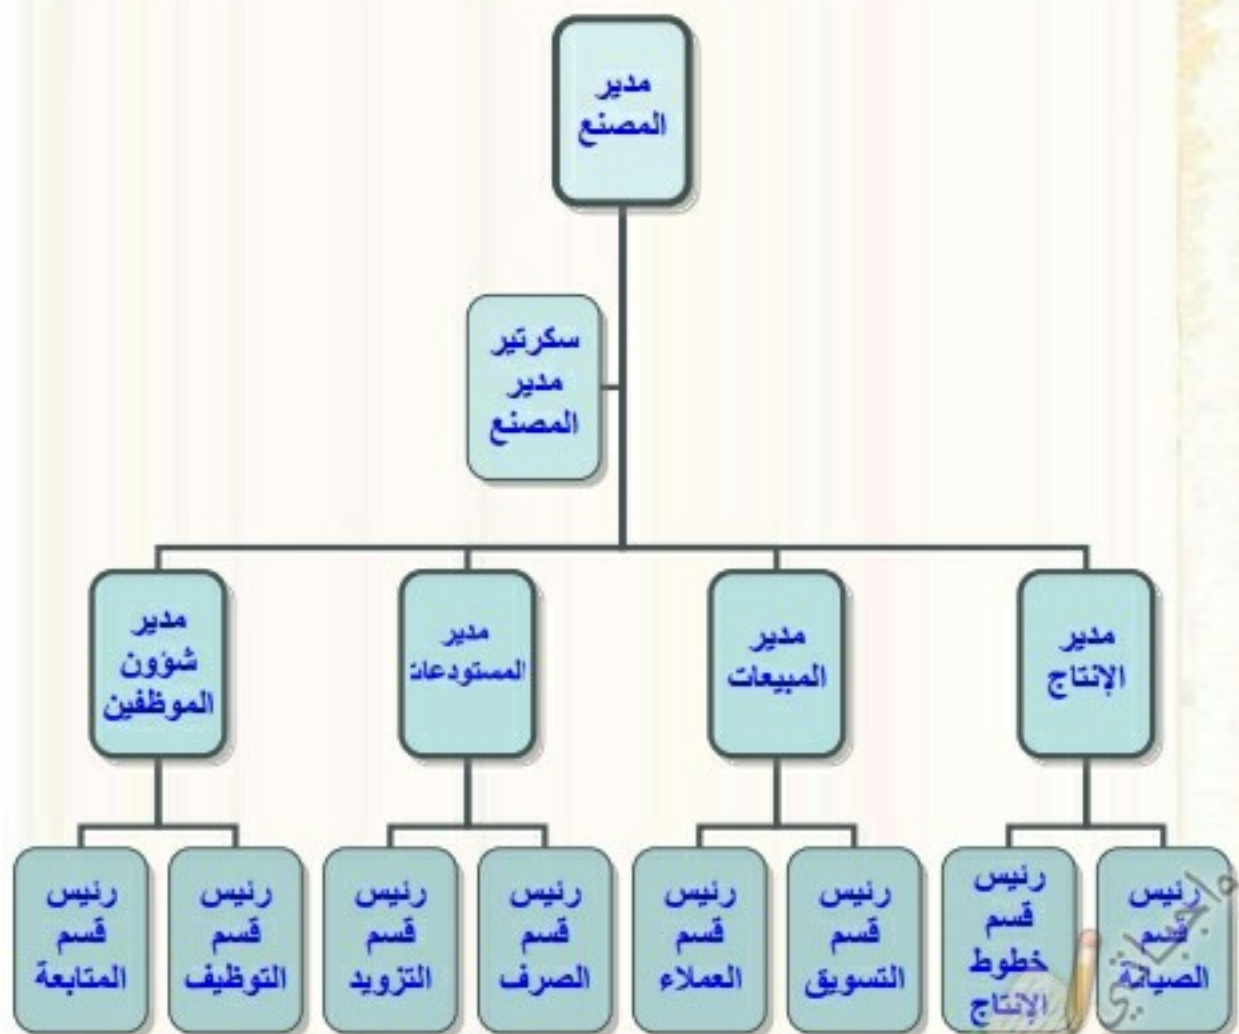 مدير
المصنع
سكرتير
مدير
المصنع
مدير
الإنتاج
مدير
المبيعات
مدير
المستودعات
مدير
شؤون
الموظفين
رئيس
قسم
الصيانة
رئيس
قسم
خطوط
الإنتاج
رئيس
قسم
التسويق
رئيس
قسم
العملاء
رئيس
قسم
الصرف
رئيس
قسم
التزويد
رئيس
قسم
التوظيف
رئيس
قسم
المتابعة
واجباتي